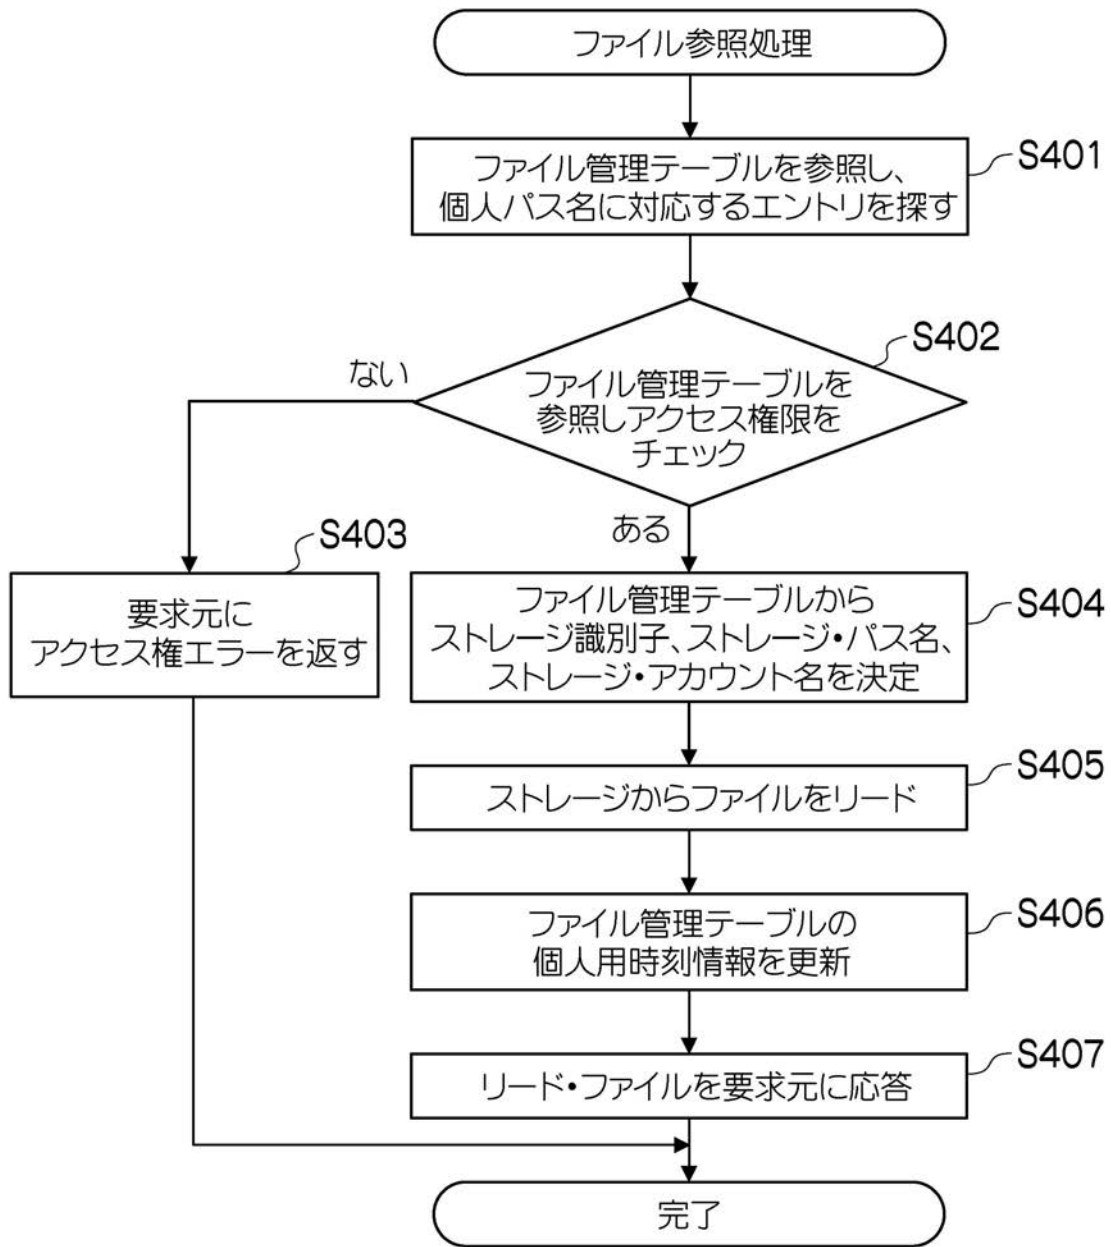 ファイル参照処理
S401
ファイル管理テーブルを参照し、
個人パス名に対応するエントリを探す
S402
ない
ファイル管理テーブルを
参照しアクセス権限を
チェック
ある
S403
要求元に
アクセス権エラーを返す
S404
ファイル管理テーブルから
ストレージ識別子、ストレージ・パス名、
ストレージ・アカウント名を決定
S405
ストレージからファイルをリード
S406
ファイル管理テーブルの
個人用時刻情報を更新
S407
リード・ファイルを要求元に応答
完了